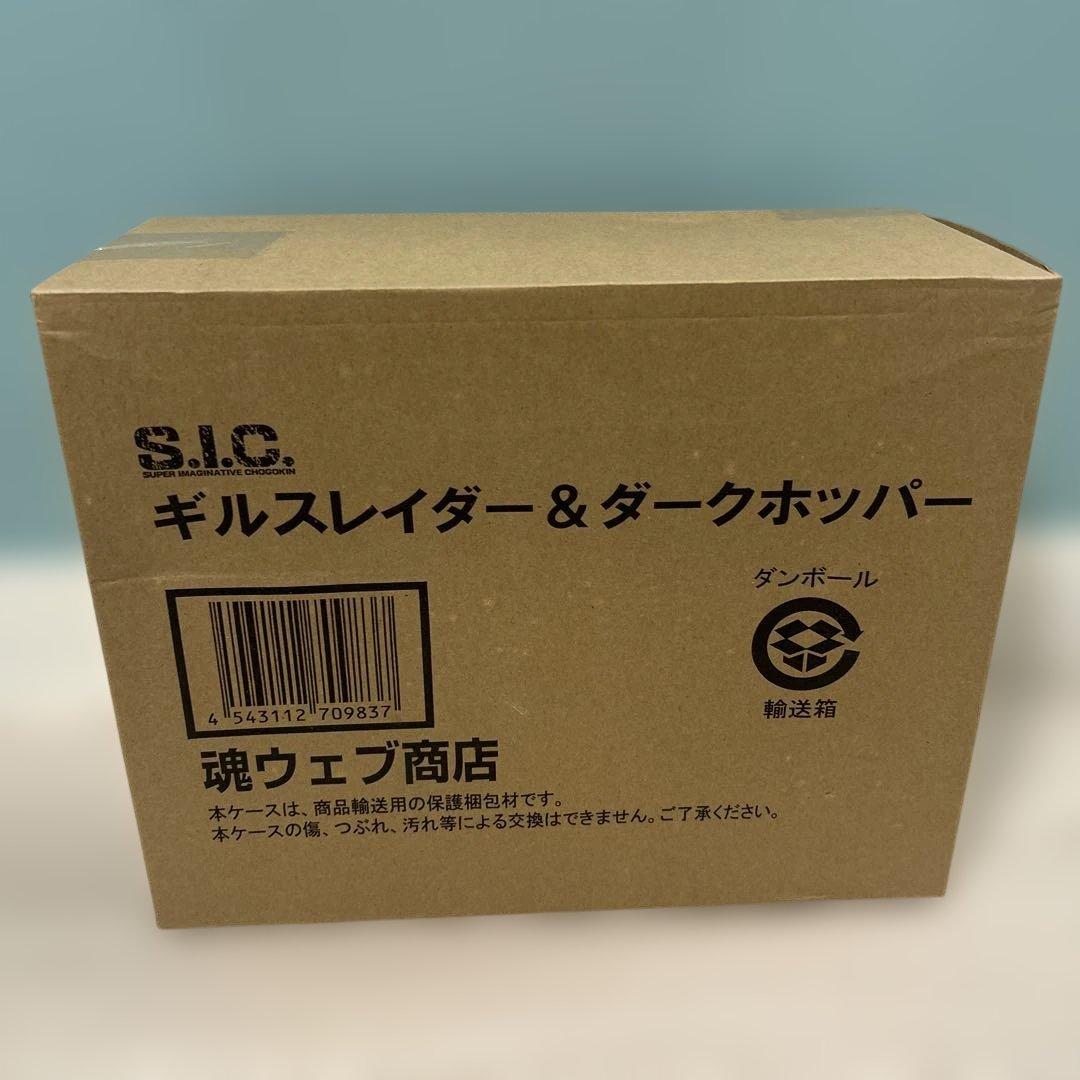 S.I.C.
SUPER IMAGINATIVE CHOGOKIN
ギルスレイダー＆ダークホッパー
ダンボール
輸送箱
4 543112 709837
魂ウェブ商店
本ケースは、商品輸送用の保護梱包材です。
本ケースの傷、つぶれ、汚れ等による交換はできません。ご了承ください。